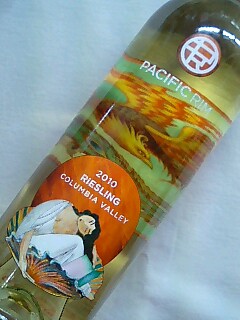 PACIFIC RIM
2010
RIESLING
COLUMBIA VALLEY